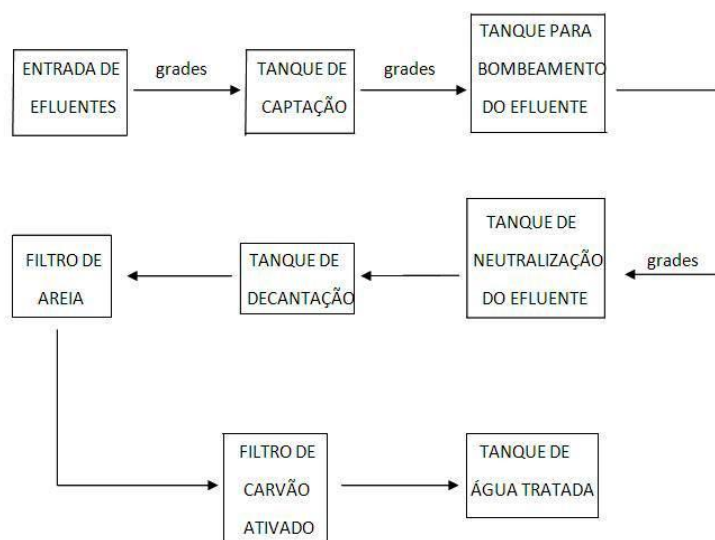 ENTRADA DE
EFLUENTES
grades
TANQUE DE
CAPTAÇÃO
grades
TANQUE PARA
BOMBEAMENTO
DO EFLUENTE
grades
TANQUE DE
NEUTRALIZAÇÃO
DO EFLUENTE
TANQUE DE
DECANTAÇÃO
FILTRO DE
AREIA
FILTRO DE
CARVÃO
ATIVADO
TANQUE DE
ÁGUA TRATADA